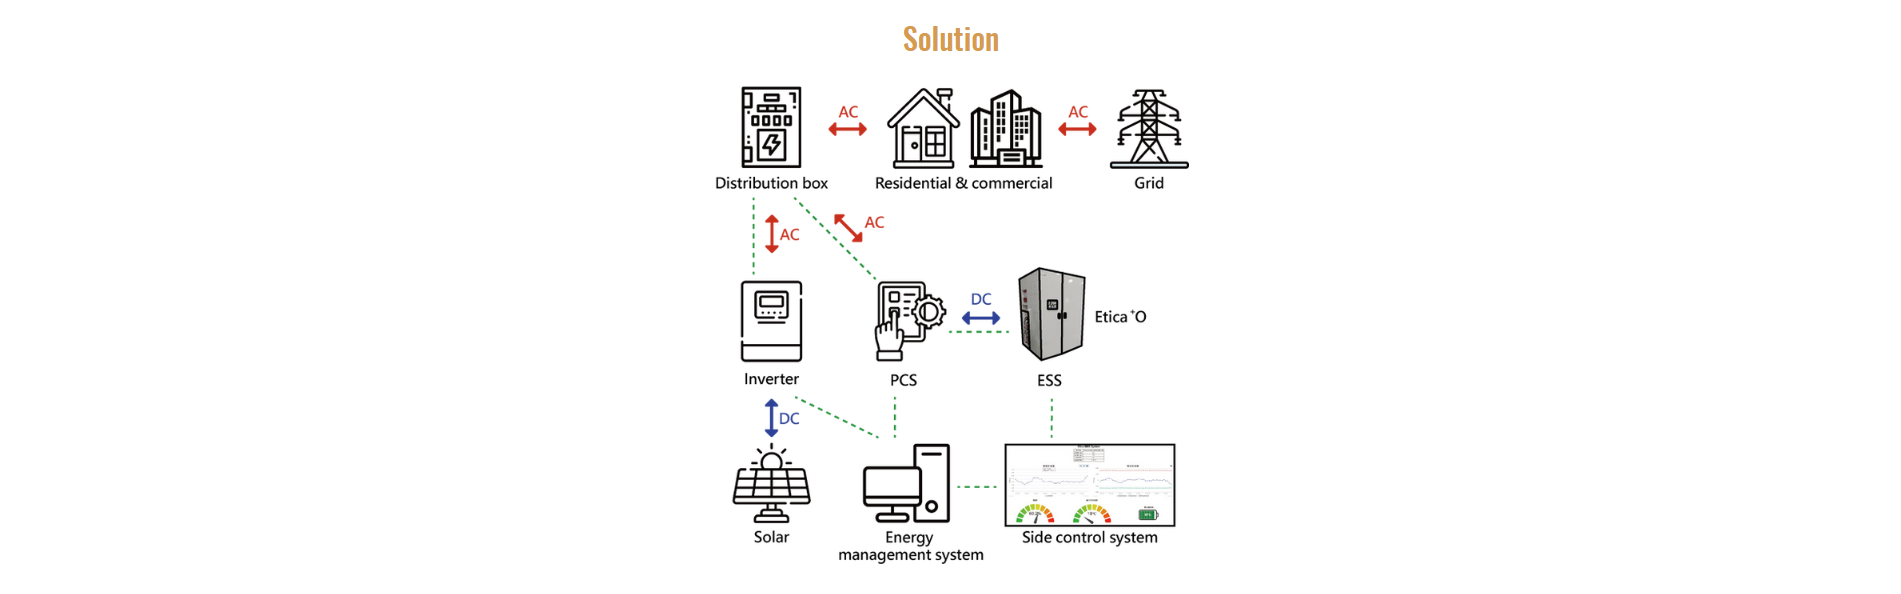 Solution
AC
AC
Distribution box
Residential & commercial
Grid
AC
AC
DC
Etica⁺O
Inverter
PCS
ESS
DC
Solar
Energy
management system
Side control system